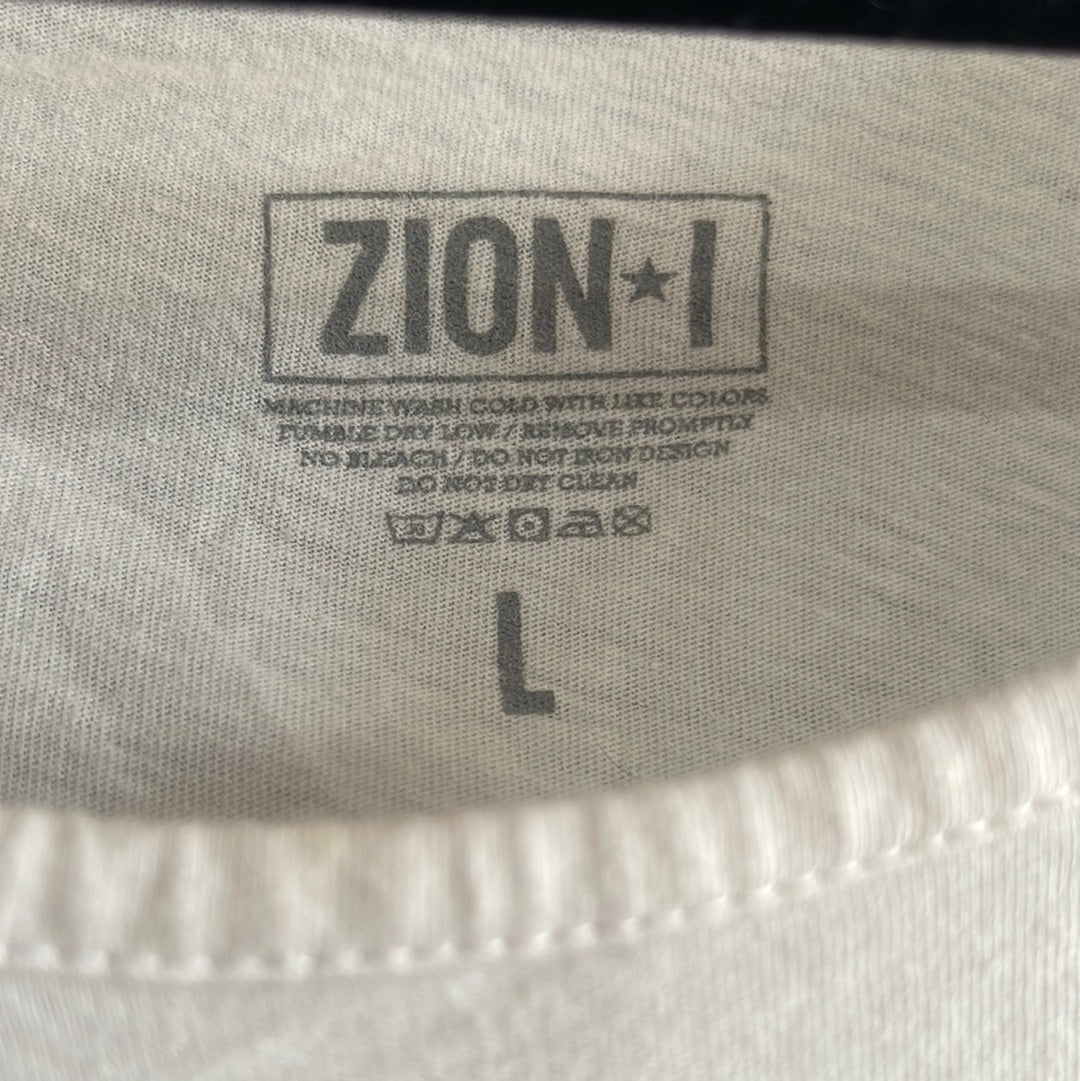 ZION★I
MACHINE WASH COLD WITH LIKE COLORS
TUMBLE DRY LOW / REMOVE PROMPTLY
NO BLEACH / DO NOT IRON DESIGN
DO NOT DRY CLEAN
L